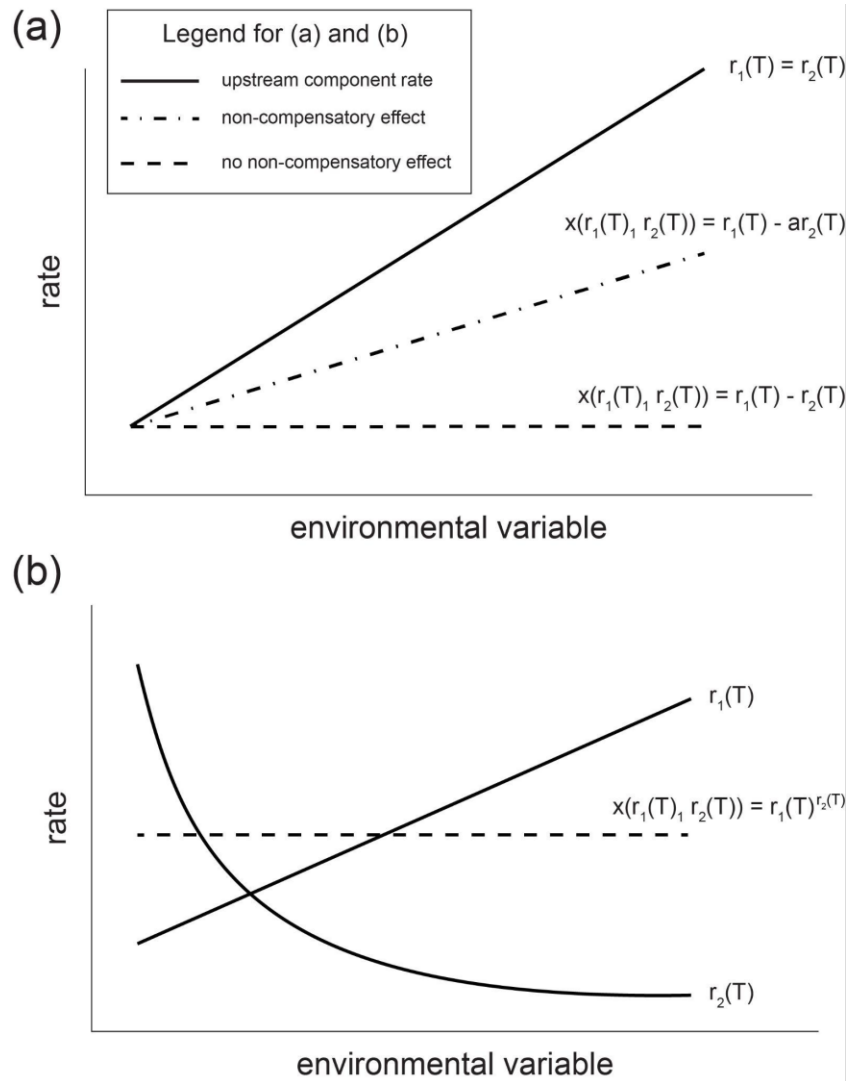 (a)
Legend for (a) and (b)
upstream component rate
non-compensatory effect
no non-compensatory effect
r₁(T) = r₂(T)
x(r₁(T)₁ r₂(T)) = r₁(T) - ar₂(T)
x(r₁(T)₁ r₂(T)) = r₁(T) - r₂(T)
rate
environmental variable
(b)
r₁(T)
x(r₁(T)₁ r₂(T)) = r₁(T)^r₂(T)
rate
r₂(T)
environmental variable